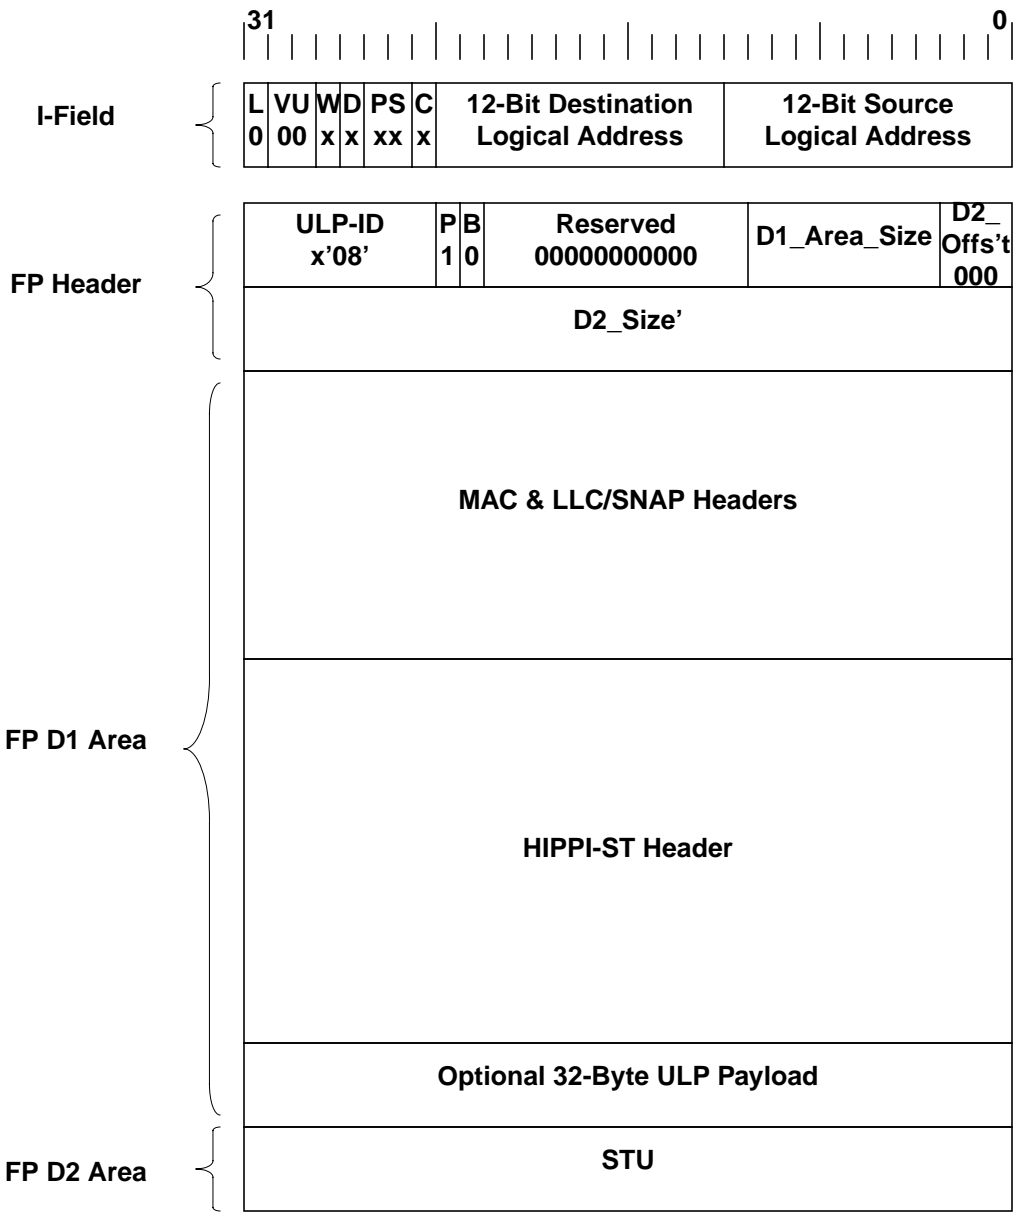 31 0
I-Field
L VU W D PS C
0 00 x x xx x
12-Bit Destination
Logical Address
12-Bit Source
Logical Address
FP Header
ULP-ID
x’08’
P B
1 0
Reserved
00000000000
D1_Area_Size
D2_
Offs’t
000
D2_Size’
MAC & LLC/SNAP Headers
FP D1 Area
HIPPI-ST Header
Optional 32-Byte ULP Payload
FP D2 Area
STU